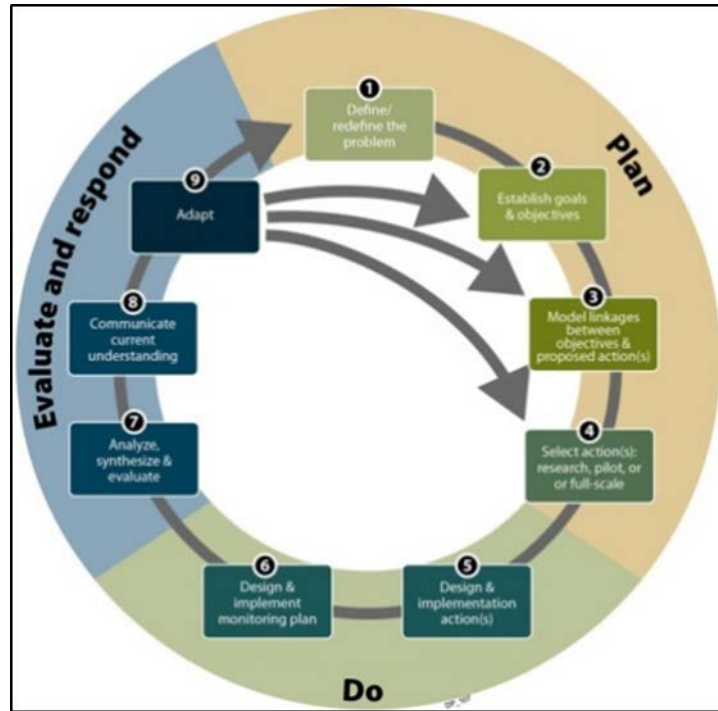 1
Define/
redefine the
problem
Plan
2
Establish goals
& objectives
3
Model linkages
between
objectives &
proposed action(s)
4
Select action(s):
research, pilot, or
or full-scale
5
Design &
implementation
action(s)
Do
6
Design &
implement
monitoring plan
7
Analyze,
synthesize &
evaluate
8
Communicate
current
understanding
9
Adapt
Evaluate and respond